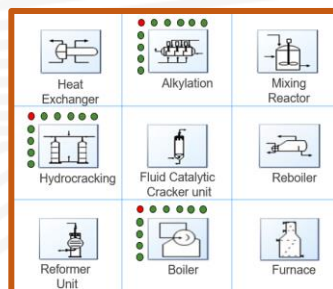 Heat
Exchanger
Alkylation
Mixing
Reactor
Hydrocracking
Fluid Catalytic
Cracker unit
Reboiler
Reformer
Unit
Boiler
Furnace